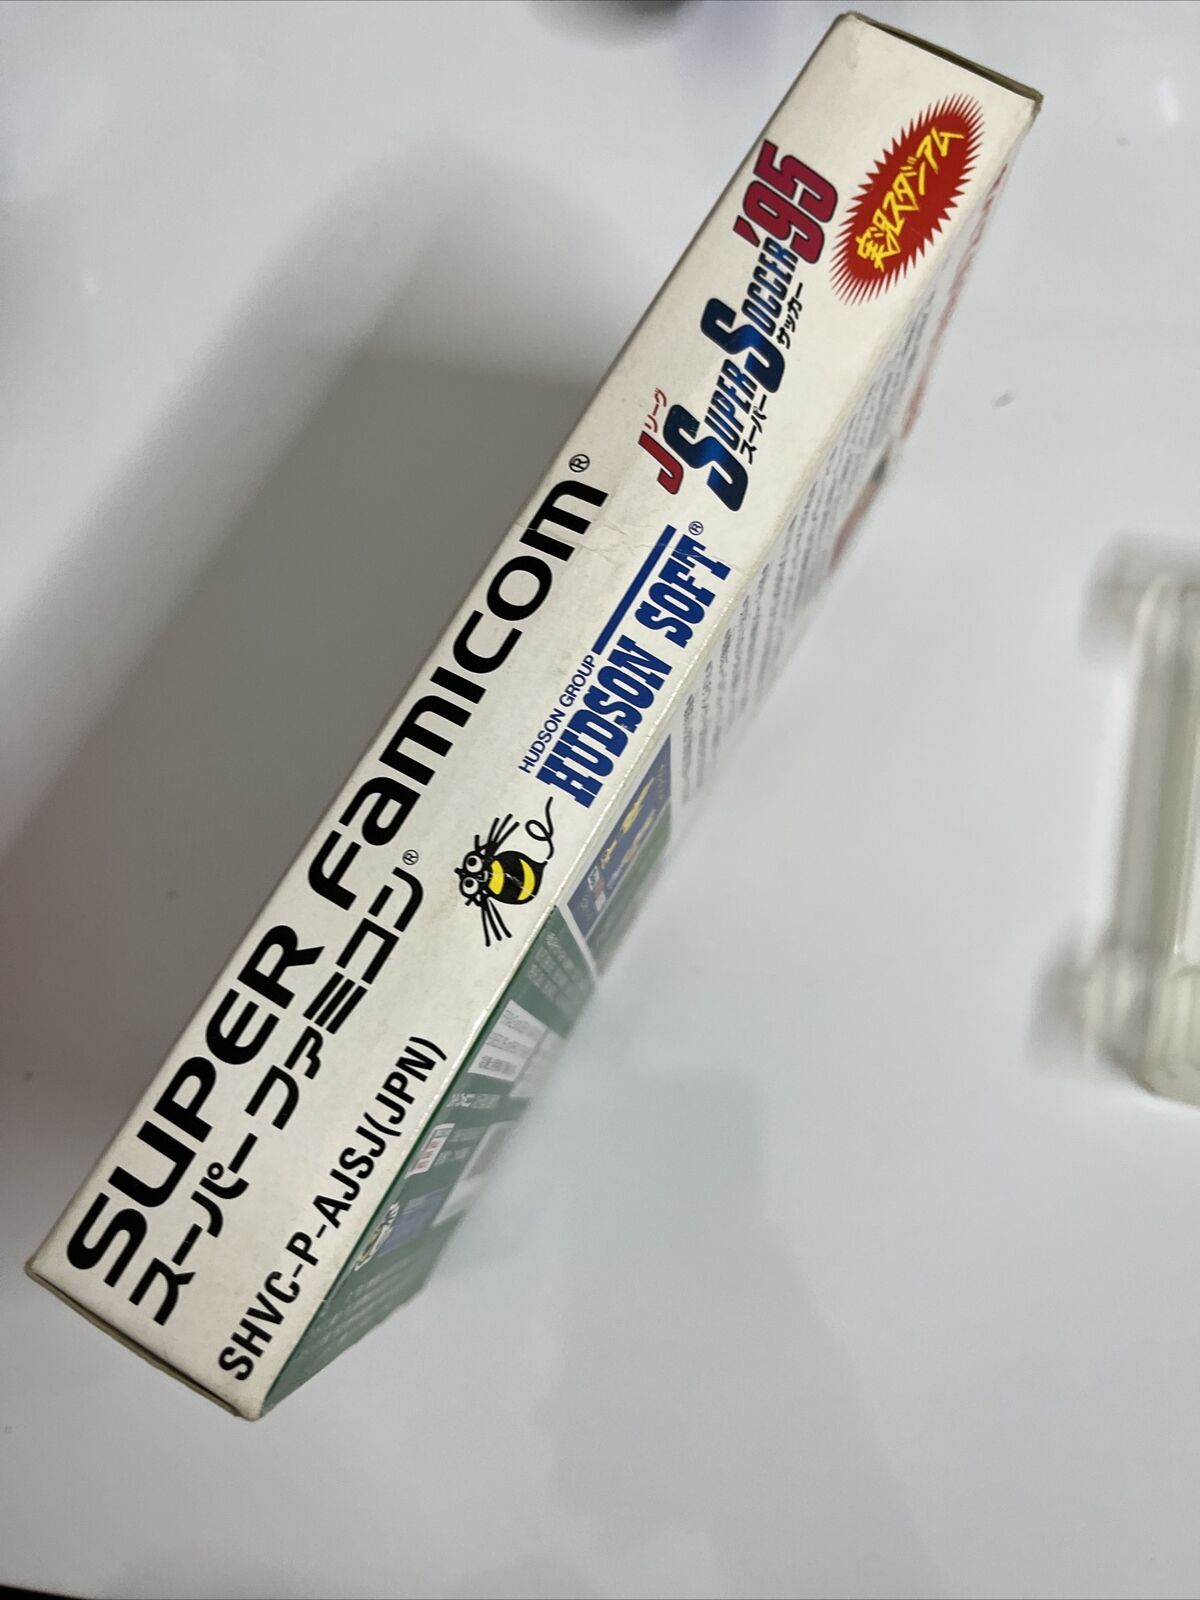 SUPER FAMICOM®
スーパーファミコン®
SHVC-P-AJSJ(JPN)
HUDSON GROUP
HUDSON SOFT®
Jリーグ
SUPER SOCCER '95
スーパー サッカー
実況スタジアム